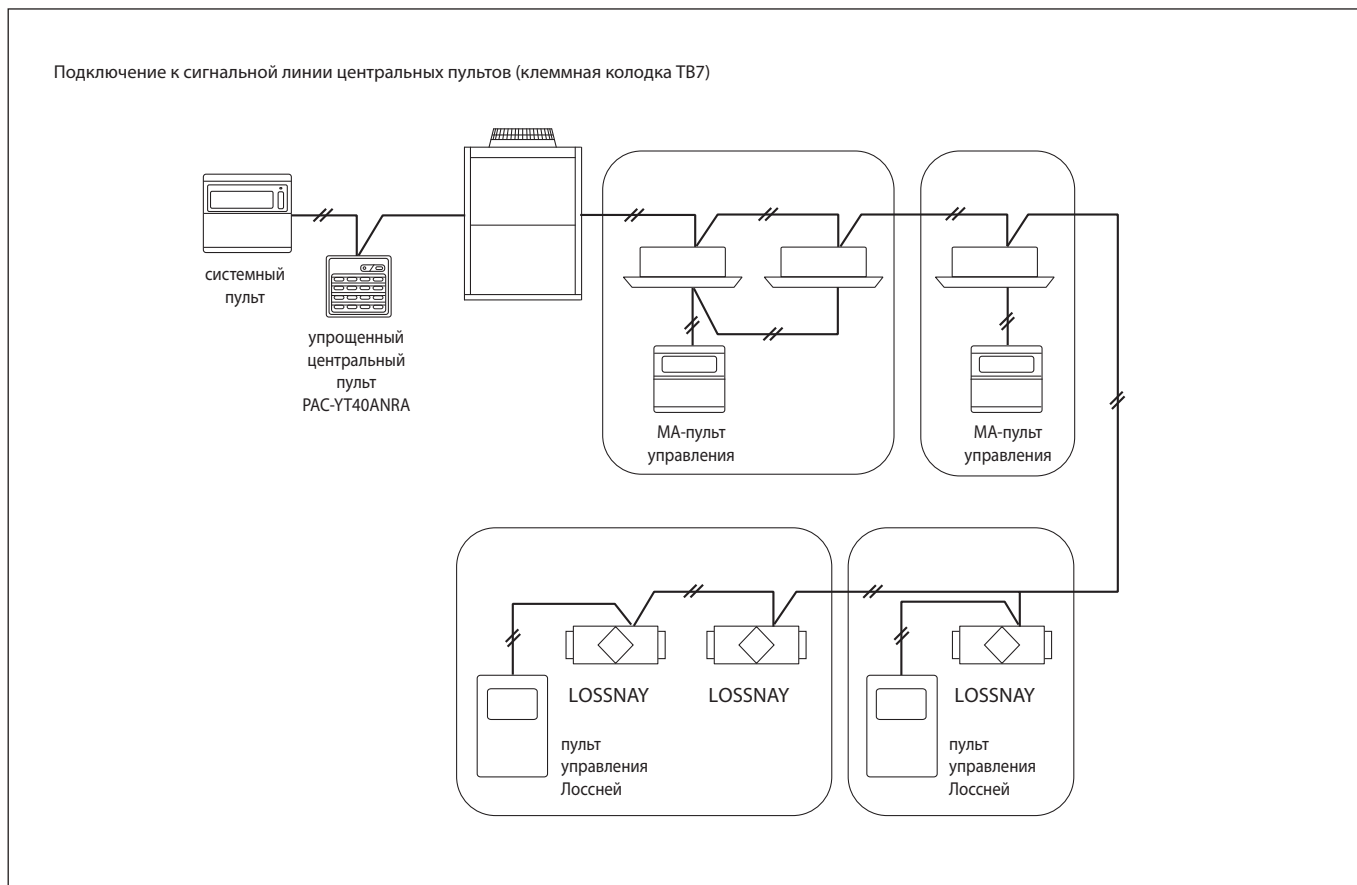 Подключение к сигнальной линии центральных пультов (клеммная колодка TB7)
системный
пульт
упрощенный
центральный
пульт
PAC-YT40ANRA
MA-пульт
управления
MA-пульт
управления
LOSSNAY
LOSSNAY
LOSSNAY
пульт
управления
Лоссней
пульт
управления
Лоссней